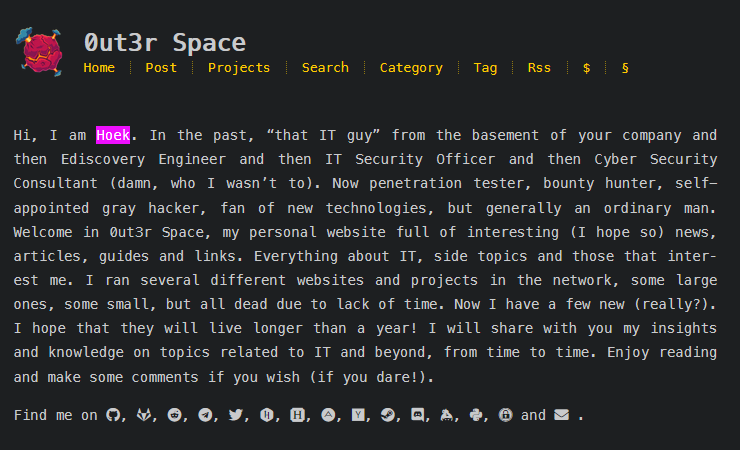 0ut3r Space
Home Post Projects Search Category Tag Rss $ §
Hi, I am Hoek. In the past, “that IT guy” from the basement of your company and
then Ediscovery Engineer and then IT Security Officer and then Cyber Security
Consultant (damn, who I wasn’t to). Now penetration tester, bounty hunter, self-
appointed gray hacker, fan of new technologies, but generally an ordinary man.
Welcome in 0ut3r Space, my personal website full of interesting (I hope so) news,
articles, guides and links. Everything about IT, side topics and those that inter-
est me. I ran several different websites and projects in the network, some large
ones, some small, but all dead due to lack of time. Now I have a few new (really?).
I hope that they will live longer than a year! I will share with you my insights
and knowledge on topics related to IT and beyond, from time to time. Enjoy reading
and make some comments if you wish (if you dare!).
Find me on , , , , , , , , , , , , , and .